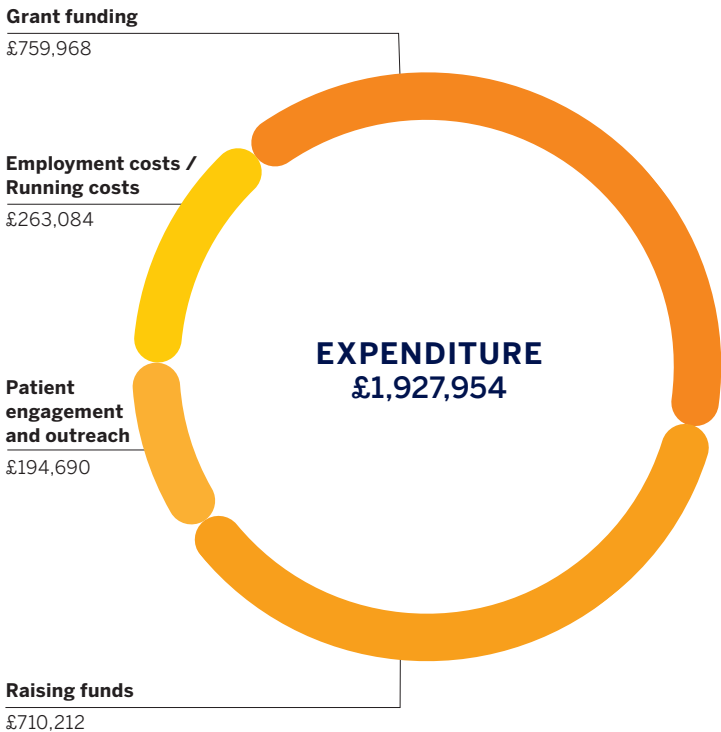 Grant funding
£759,968
Employment costs /
Running costs
£263,084
EXPENDITURE
£1,927,954
Patient
engagement
and outreach
£194,690
Raising funds
£710,212